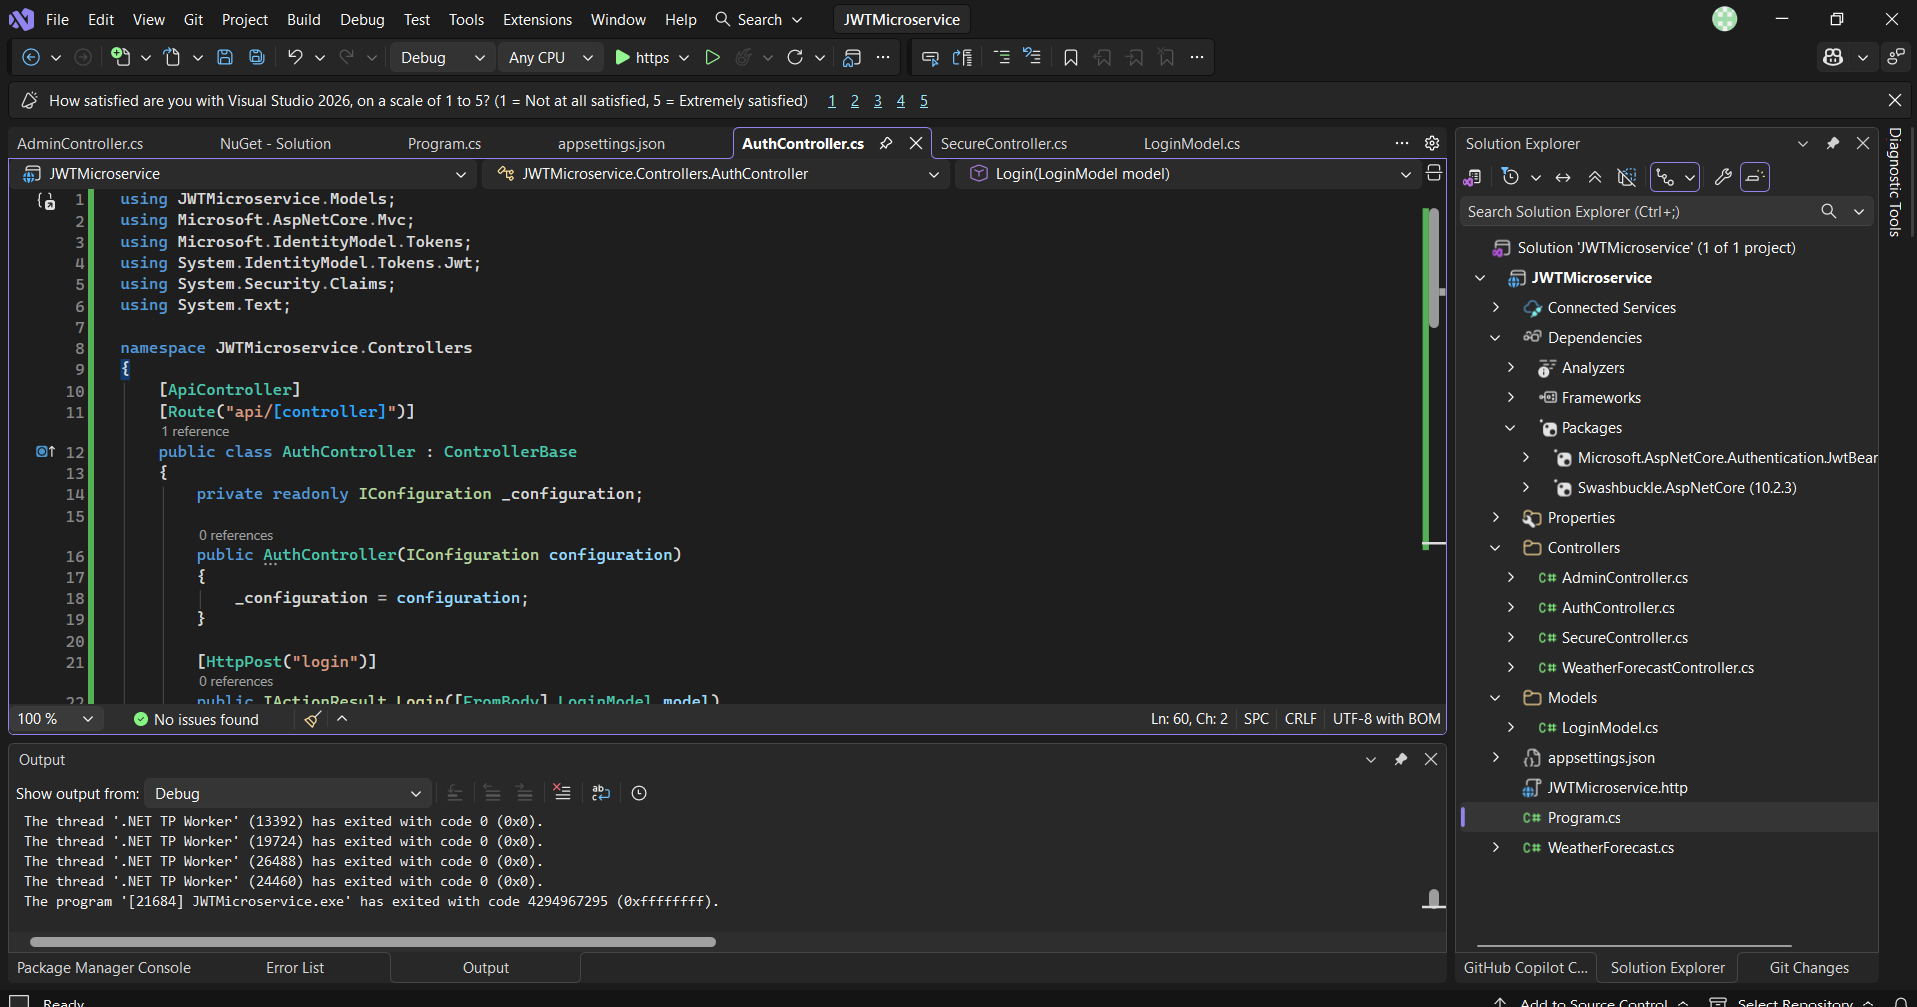 File Edit View Git Project Build Debug Test Tools Extensions Window Help Search JWTMicroservice
Debug Any CPU https
How satisfied are you with Visual Studio 2026, on a scale of 1 to 5? (1 = Not at all satisfied, 5 = Extremely satisfied) 1 2 3 4 5
AdminController.cs NuGet - Solution Program.cs appsettings.json AuthController.cs SecureController.cs LoginModel.cs
JWTMicroservice JWTMicroservice.Controllers.AuthController Login(LoginModel model)
1 using JWTMicroservice.Models;
2 using Microsoft.AspNetCore.Mvc;
3 using Microsoft.IdentityModel.Tokens;
4 using System.IdentityModel.Tokens.Jwt;
5 using System.Security.Claims;
6 using System.Text;
7
8 namespace JWTMicroservice.Controllers
9 {
10 [ApiController]
11 [Route("api/[controller]")]
1 reference
12 public class AuthController : ControllerBase
13 {
14 private readonly IConfiguration _configuration;
15
0 references
16 public AuthController(IConfiguration configuration)
17 {
18 _configuration = configuration;
19 }
20
21 [HttpPost("login")]
0 references
22 public IActionResult Login([FromBody] LoginModel model)
100 % No issues found Ln: 60, Ch: 2 SPC CRLF UTF-8 with BOM
Output
Show output from: Debug
The thread '.NET TP Worker' (13392) has exited with code 0 (0x0).
The thread '.NET TP Worker' (19724) has exited with code 0 (0x0).
The thread '.NET TP Worker' (26488) has exited with code 0 (0x0).
The thread '.NET TP Worker' (24460) has exited with code 0 (0x0).
The program '[21684] JWTMicroservice.exe' has exited with code 4294967295 (0xffffffff).
Package Manager Console Error List Output
Solution Explorer
Search Solution Explorer (Ctrl+;)
Solution 'JWTMicroservice' (1 of 1 project)
JWTMicroservice
Connected Services
Dependencies
Analyzers
Frameworks
Packages
Microsoft.AspNetCore.Authentication.JwtBear
Swashbuckle.AspNetCore (10.2.3)
Properties
Controllers
C# AdminController.cs
C# AuthController.cs
C# SecureController.cs
C# WeatherForecastController.cs
Models
C# LoginModel.cs
appsettings.json
JWTMicroservice.http
C# Program.cs
C# WeatherForecast.cs
GitHub Copilot C... Solution Explorer Git Changes
Diagnostic Tools
Ready Add to Source Control Select Repository